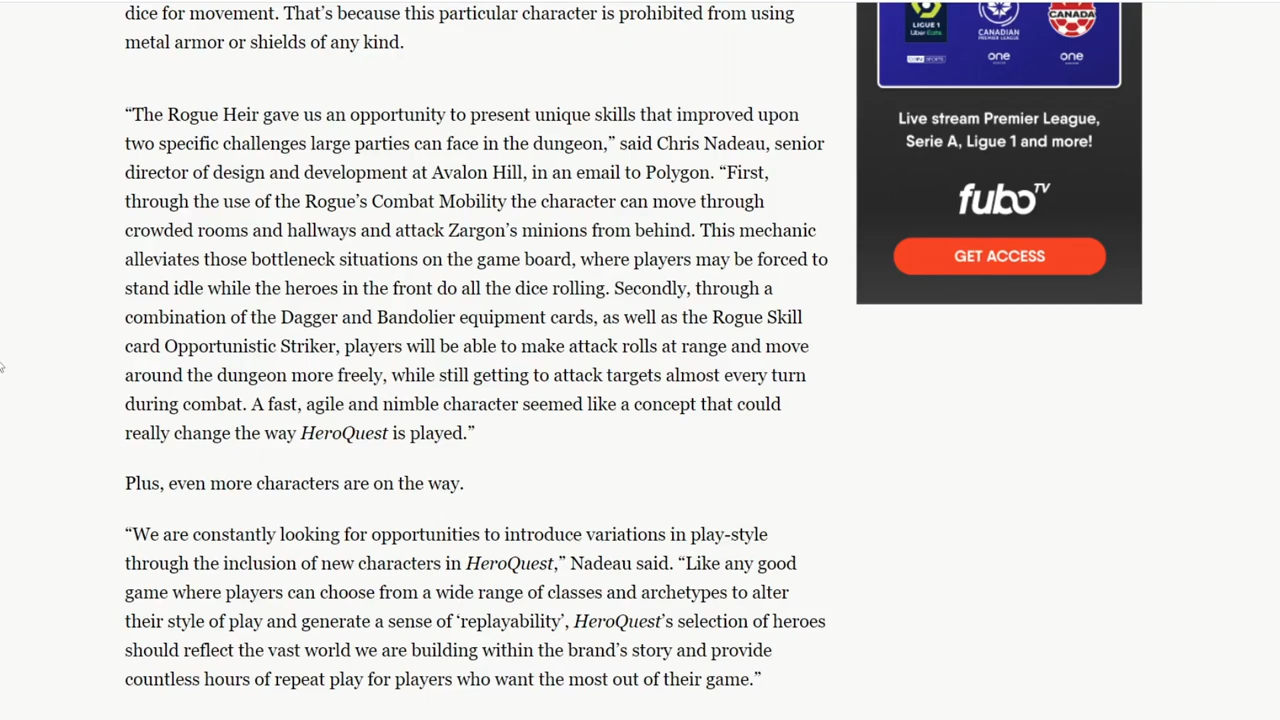 dice for movement. That’s because this particular character is prohibited from using
metal armor or shields of any kind.
“The Rogue Heir gave us an opportunity to present unique skills that improved upon
two specific challenges large parties can face in the dungeon,” said Chris Nadeau, senior
director of design and development at Avalon Hill, in an email to Polygon. “First,
through the use of the Rogue’s Combat Mobility the character can move through
crowded rooms and hallways and attack Zargon’s minions from behind. This mechanic
alleviates those bottleneck situations on the game board, where players may be forced to
stand idle while the heroes in the front do all the dice rolling. Secondly, through a
combination of the Dagger and Bandolier equipment cards, as well as the Rogue Skill
card Opportunistic Striker, players will be able to make attack rolls at range and move
around the dungeon more freely, while still getting to attack targets almost every turn
during combat. A fast, agile and nimble character seemed like a concept that could
really change the way HeroQuest is played.”
Plus, even more characters are on the way.
“We are constantly looking for opportunities to introduce variations in play-style
through the inclusion of new characters in HeroQuest,” Nadeau said. “Like any good
game where players can choose from a wide range of classes and archetypes to alter
their style of play and generate a sense of ‘replayability’, HeroQuest’s selection of heroes
should reflect the vast world we are building within the brand’s story and provide
countless hours of repeat play for players who want the most out of their game.”
LIGUE 1
Uber Eats
CANADIAN
PREMIER LEAGUE
CANADA
beIN SPORTS
one
one
Live stream Premier League,
Serie A, Ligue 1 and more!
fuboTV
GET ACCESS